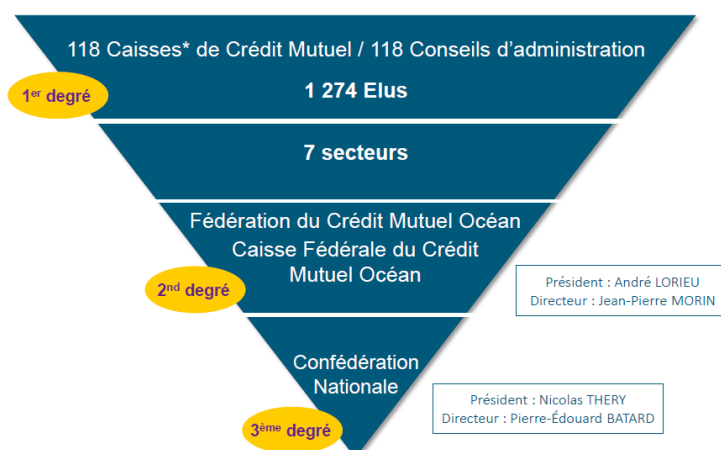 118 Caisses* de Crédit Mutuel / 118 Conseils d'administration
1 274 Elus
1er degré
7 secteurs
Fédération du Crédit Mutuel Océan
Caisse Fédérale du Crédit
Mutuel Océan
2nd degré
Président : André LORIEU
Directeur : Jean-Pierre MORIN
Confédération
Nationale
Président : Nicolas THERY
Directeur : Pierre-Édouard BATARD
3ème degré